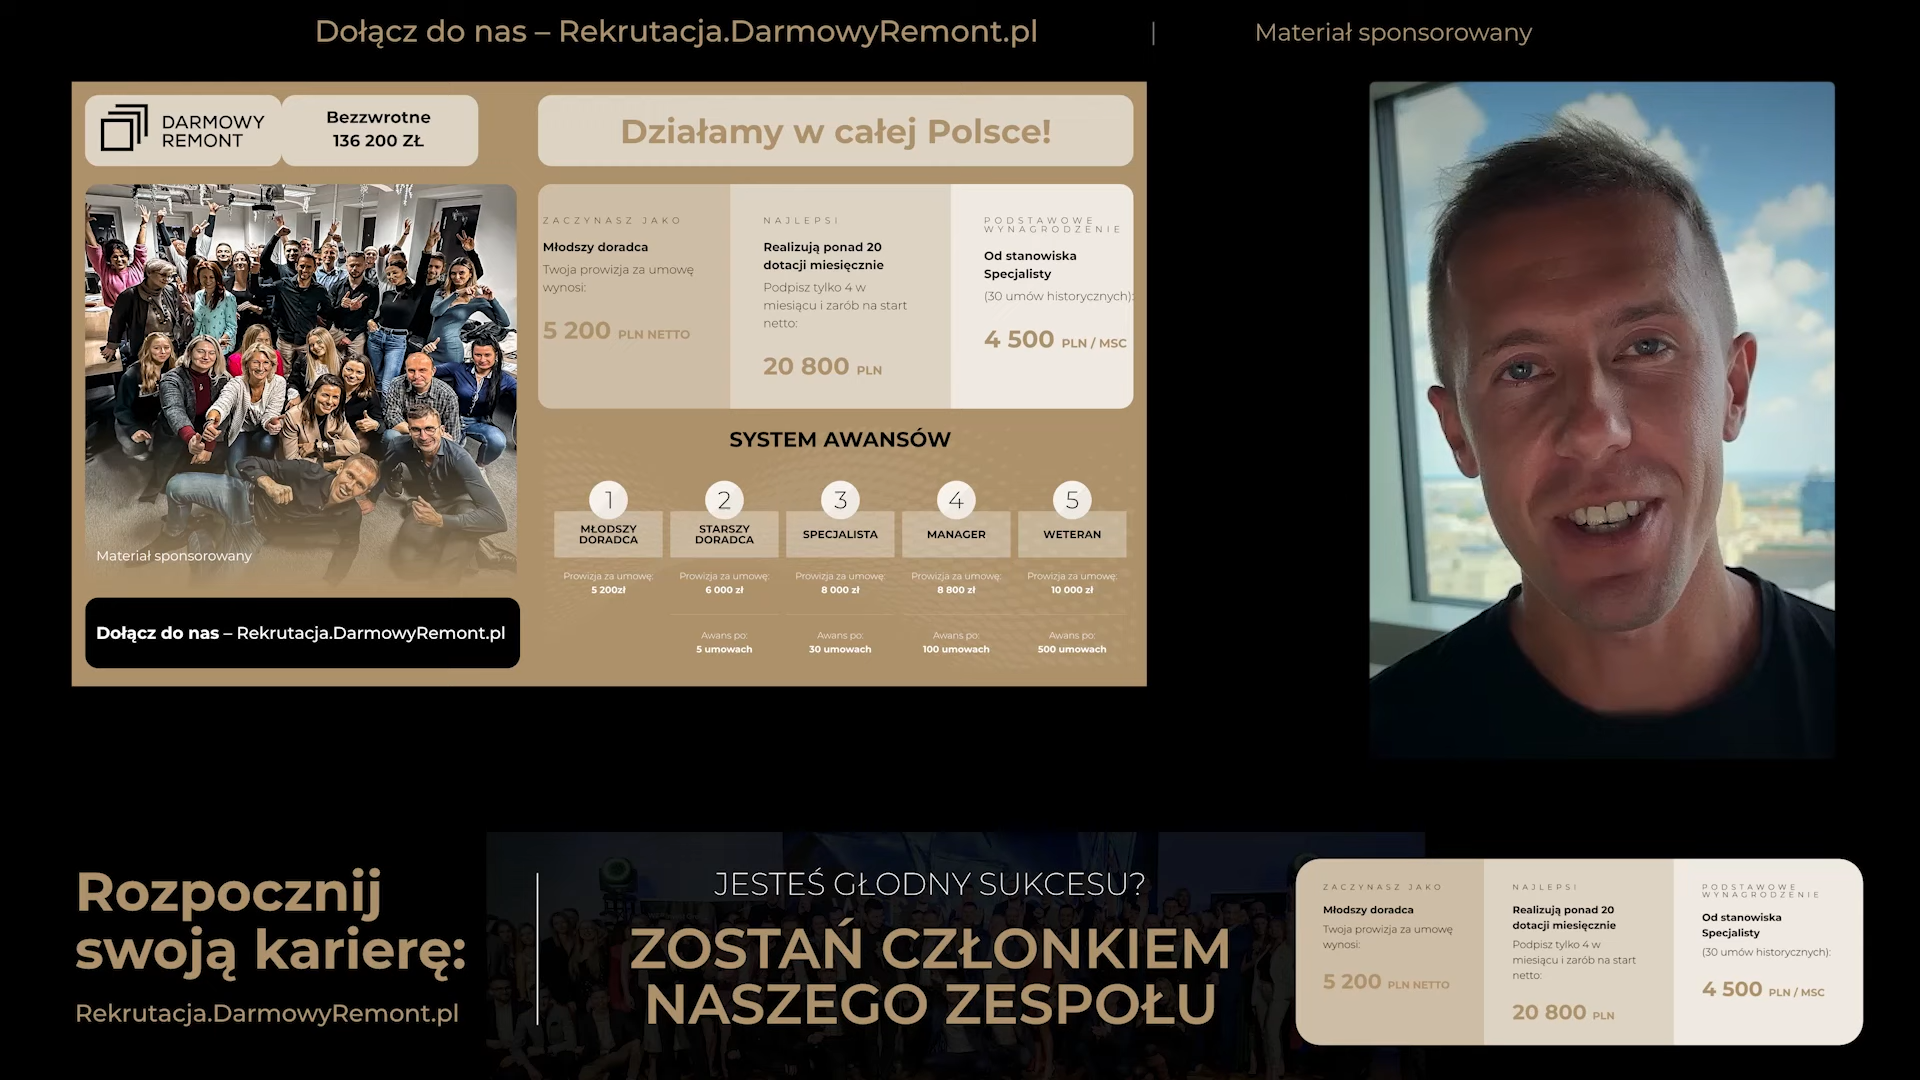 Dołącz do nas – Rekrutacja.DarmowyRemont.pl | Materiał sponsorowany
DARMOWY
REMONT
Bezzwrotne
136 200 ZŁ
Działamy w całej Polsce!
ZACZYNASZ JAKO
Młodszy doradca
Twoja prowizja za umowę
wynosi:
5 200 PLN NETTO
NAJLEPSI
Realizują ponad 20
dotacji miesięcznie
Podpisz tylko 4 w
miesiącu i zarób na start
netto:
20 800 PLN
PODSTAWOWE
WYNAGRODZENIE
Od stanowiska
Specjalisty
(30 umów historycznych):
4 500 PLN / MSC
SYSTEM AWANSÓW
1
MŁODSZY
DORADCA
Prowizja za umowę:
5 200zł
2
STARSZY
DORADCA
Prowizja za umowę:
6 000 zł
Awans po:
5 umowach
3
SPECJALISTA
Prowizja za umowę:
8 000 zł
Awans po:
30 umowach
4
MANAGER
Prowizja za umowę:
8 800 zł
Awans po:
100 umowach
5
WETERAN
Prowizja za umowę:
10 000 zł
Awans po:
500 umowach
Materiał sponsorowany
Dołącz do nas – Rekrutacja.DarmowyRemont.pl
Rozpocznij
swoją karierę:
Rekrutacja.DarmowyRemont.pl
JESTEŚ GŁODNY SUKCESU?
ZOSTAŃ CZŁONKIEM
NASZEGO ZESPOŁU
ZACZYNASZ JAKO
Młodszy doradca
Twoja prowizja za umowę
wynosi:
5 200 PLN NETTO
NAJLEPSI
Realizują ponad 20
dotacji miesięcznie
Podpisz tylko 4 w
miesiącu i zarób na start
netto:
20 800 PLN
PODSTAWOWE
WYNAGRODZENIE
Od stanowiska
Specjalisty
(30 umów historycznych):
4 500 PLN / MSC